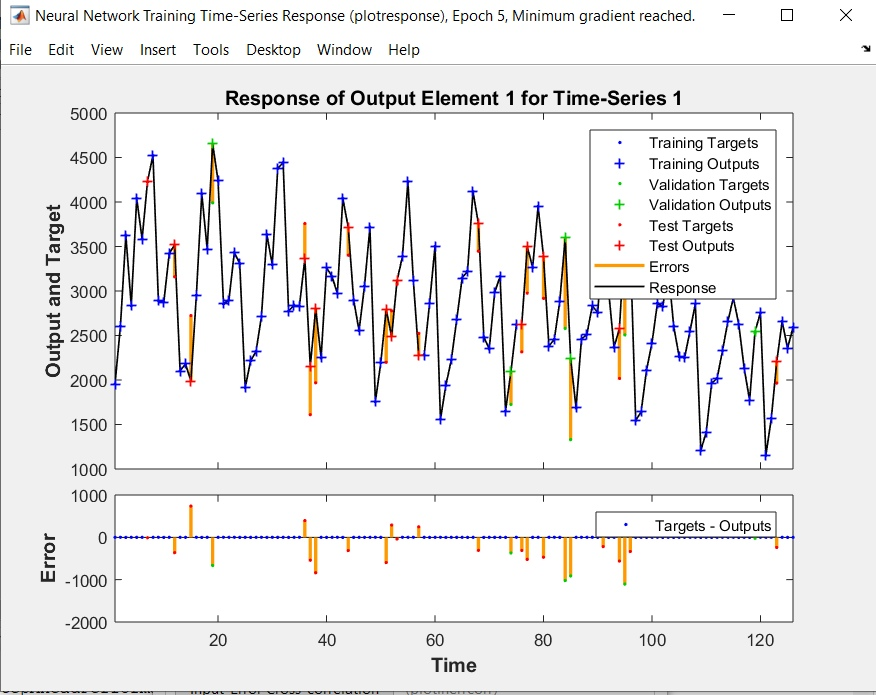 Neural Network Training Time-Series Response (plotresponse), Epoch 5, Minimum gradient reached.
File Edit View Insert Tools Desktop Window Help
Response of Output Element 1 for Time-Series 1
Output and Target
5000
4500
4000
3500
3000
2500
2000
1500
1000
Training Targets
Training Outputs
Validation Targets
Validation Outputs
Test Targets
Test Outputs
Errors
Response
Error
1000
0
-1000
-2000
Targets - Outputs
20 40 60 80 100 120
Time
Input-Error Cross-correlation (plotinerrcorr)